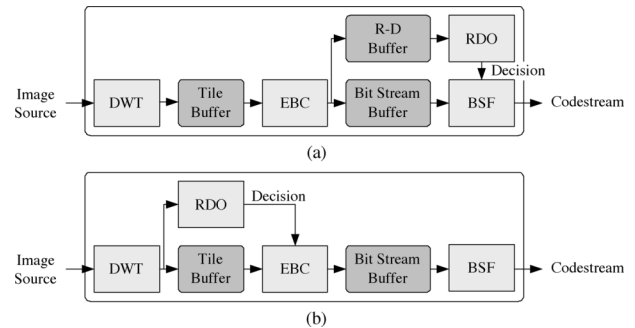 R-D
Buffer
RDO
Decision
Image
Source
DWT
Tile
Buffer
EBC
Bit Stream
Buffer
BSF
Codestream
(a)
RDO
Decision
Image
Source
DWT
Tile
Buffer
EBC
Bit Stream
Buffer
BSF
Codestream
(b)